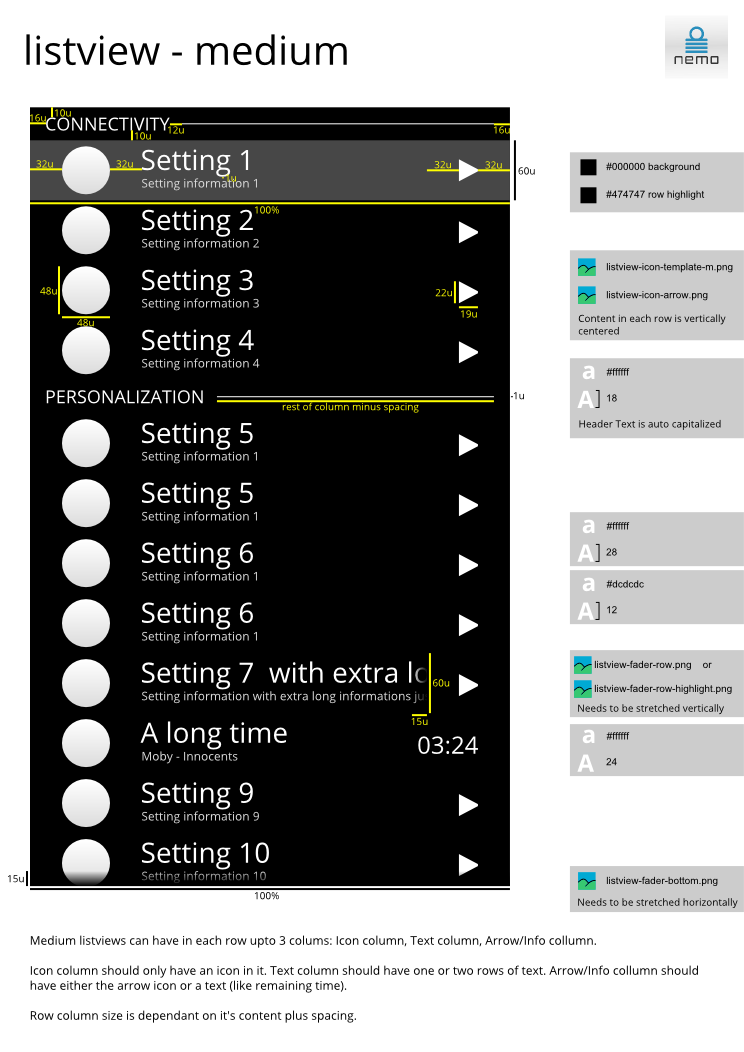 listview - medium
nemo
16u
10u
CONNECTIVITY
12u
16u
10u
32u
32u
Setting 1
Setting information 1
32u
32u
60u
100%
Setting 2
Setting information 2
48u
48u
Setting 3
Setting information 3
22u
19u
Setting 4
Setting information 4
PERSONALIZATION
rest of column minus spacing
1u
Setting 5
Setting information 1
Setting 5
Setting information 1
Setting 6
Setting information 1
Setting 6
Setting information 1
Setting 7 with extra lo
Setting information with extra long informations ju
60u
15u
A long time
Moby - Innocents
03:24
Setting 9
Setting information 9
Setting 10
Setting information 10
15u
100%
#000000 background
#474747 row highlight
listview-icon-template-m.png
listview-icon-arrow.png
Content in each row is vertically
centered
a #ffffff
A] 18
Header Text is auto capitalized
a #ffffff
A] 28
a #dcdcdc
A] 12
listview-fader-row.png or
listview-fader-row-highlight.png
Needs to be stretched vertically
a #ffffff
A 24
listview-fader-bottom.png
Needs to be stretched horizontally
Medium listviews can have in each row upto 3 colums: Icon column, Text column, Arrow/Info collumn.
Icon column should only have an icon in it. Text column should have one or two rows of text. Arrow/Info collumn should
have either the arrow icon or a text (like remaining time).
Row column size is dependant on it's content plus spacing.